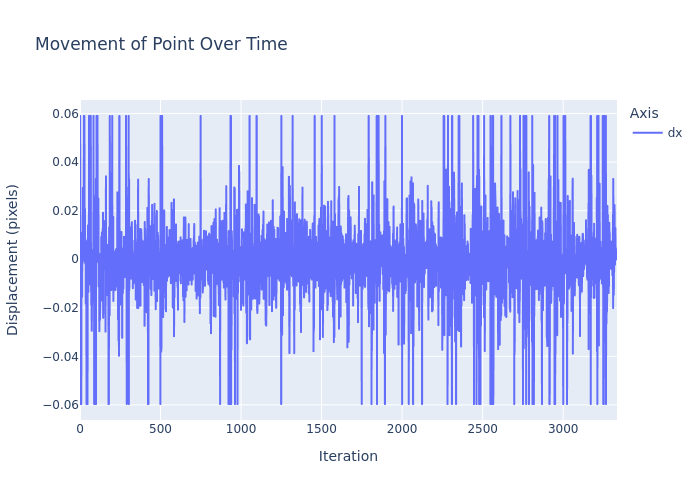 Movement of Point Over Time
Axis
dx
Displacement (pixels)
0.06
0.04
0.02
0
−0.02
−0.04
−0.06
0
500
1000
1500
2000
2500
3000
Iteration